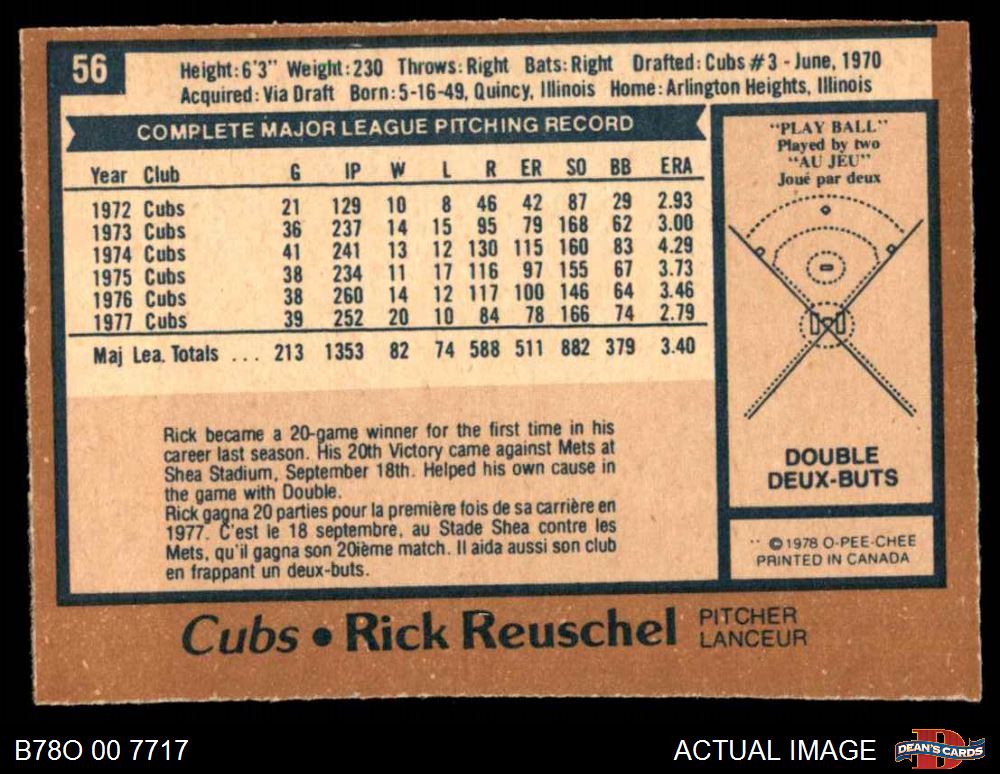 56
Height: 6'3" Weight: 230 Throws: Right Bats: Right Drafted: Cubs #3 - June, 1970
Acquired: Via Draft Born: 5-16-49, Quincy, Illinois Home: Arlington Heights, Illinois
COMPLETE MAJOR LEAGUE PITCHING RECORD
Year Club G IP W L R ER SO BB ERA
1972 Cubs 21 129 10 8 46 42 87 29 2.93
1973 Cubs 36 237 14 15 95 79 168 62 3.00
1974 Cubs 41 241 13 12 130 115 160 83 4.29
1975 Cubs 38 234 11 17 116 97 155 67 3.73
1976 Cubs 38 260 14 12 117 100 146 64 3.46
1977 Cubs 39 252 20 10 84 78 166 74 2.79
Maj Lea. Totals ... 213 1353 82 74 588 511 882 379 3.40
Rick became a 20-game winner for the first time in his
career last season. His 20th Victory came against Mets at
Shea Stadium, September 18th. Helped his own cause in
the game with Double.
Rick gagna 20 parties pour la première fois de sa carrière en
1977. C'est le 18 septembre, au Stade Shea contre les
Mets, qu'il gagna son 20ième match. Il aida aussi son club
en frappant un deux-buts.
"PLAY BALL"
Played by two
"AU JEU"
Joué par deux
DOUBLE
DEUX-BUTS
©1978 O-PEE-CHEE
PRINTED IN CANADA
Cubs • Rick Reuschel PITCHER
LANCEUR
B78O 00 7717
ACTUAL IMAGE
DEAN'S CARDS